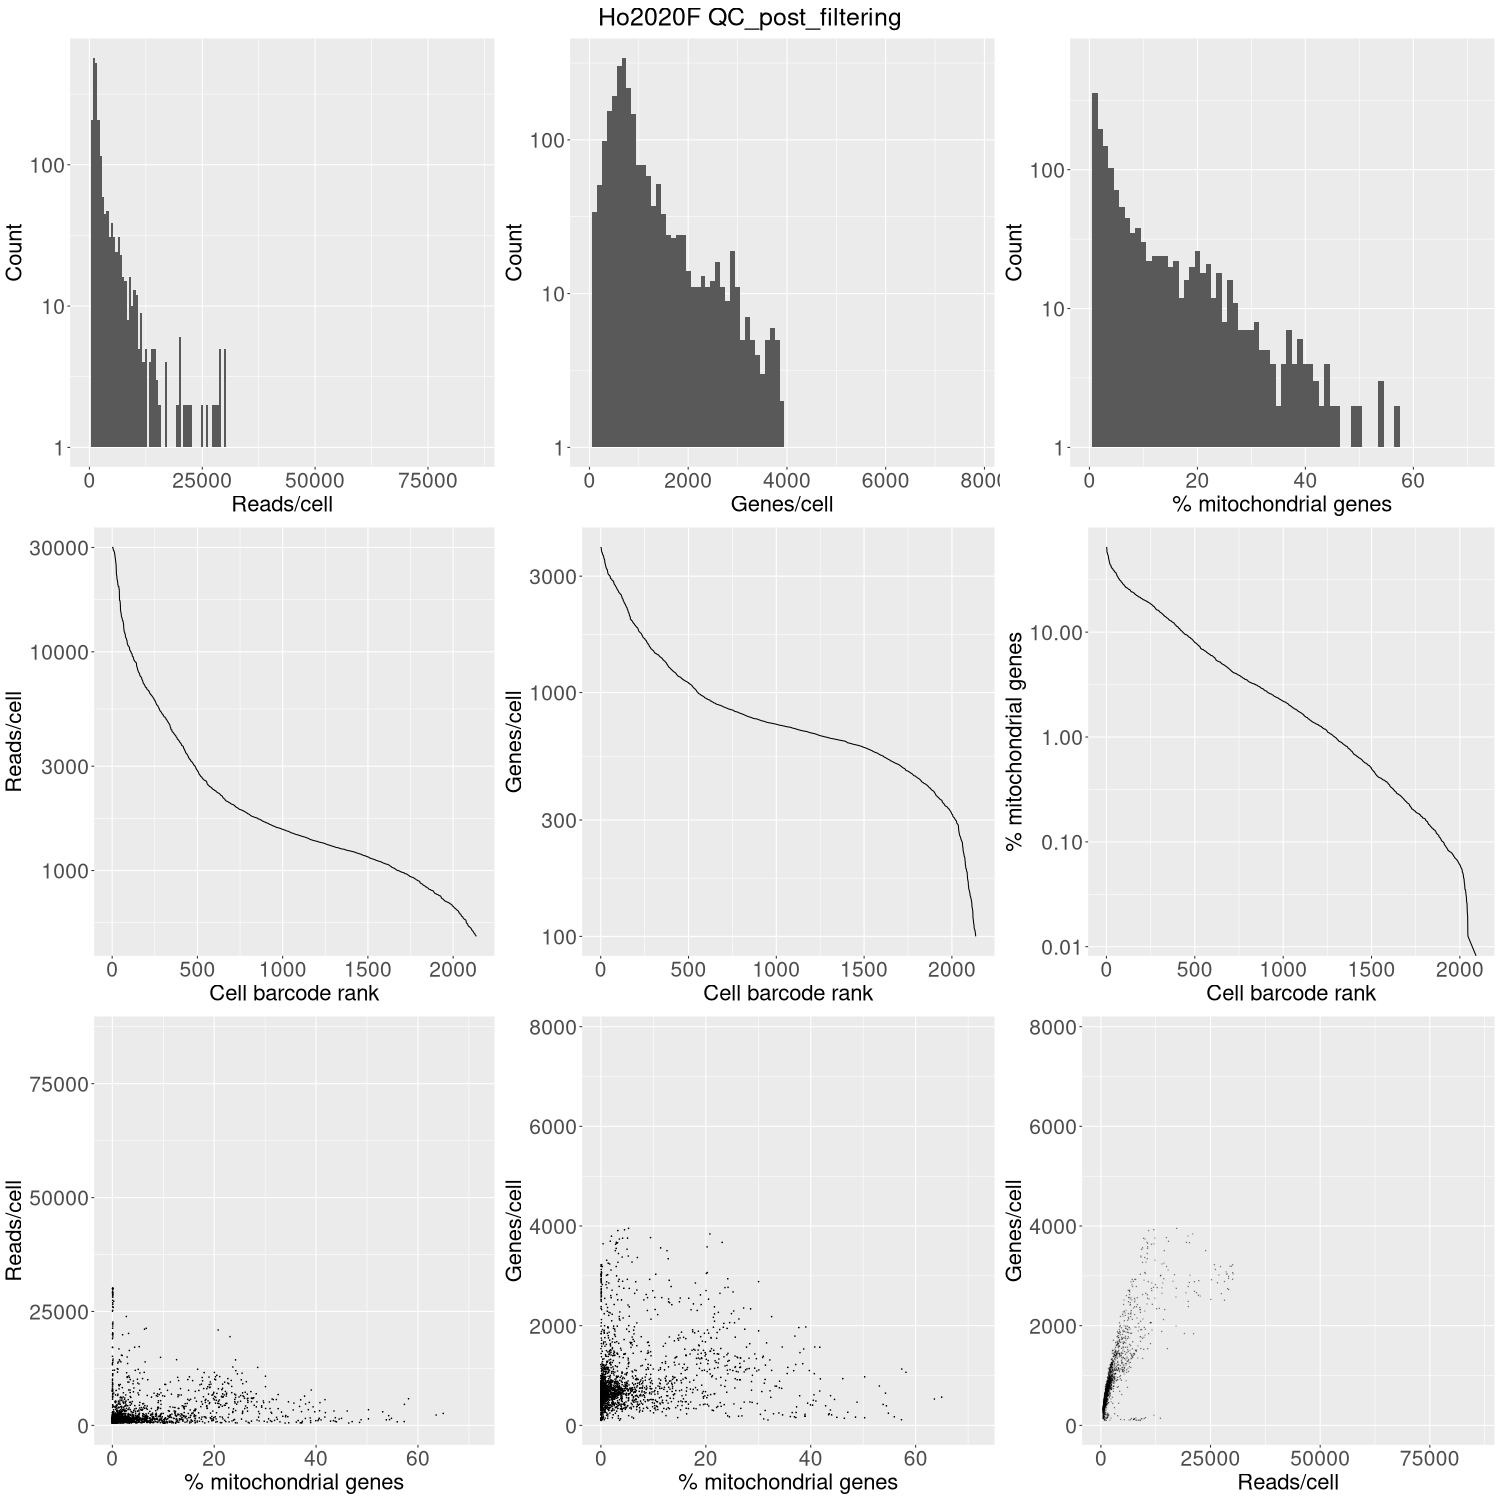 Ho2020F QC_post_filtering
Count
100
10
1
0 25000 50000 75000
Reads/cell
Count
100
10
1
0 2000 4000 6000 8000
Genes/cell
Count
100
10
1
0 20 40 60
% mitochondrial genes
Reads/cell
30000
10000
3000
1000
0 500 1000 1500 2000
Cell barcode rank
Genes/cell
3000
1000
300
100
0 500 1000 1500 2000
Cell barcode rank
% mitochondrial genes
10.00
1.00
0.10
0.01
0 500 1000 1500 2000
Cell barcode rank
Reads/cell
75000
50000
25000
0
0 20 40 60
% mitochondrial genes
Genes/cell
8000
6000
4000
2000
0
0 20 40 60
% mitochondrial genes
Genes/cell
8000
6000
4000
2000
0
0 25000 50000 75000
Reads/cell